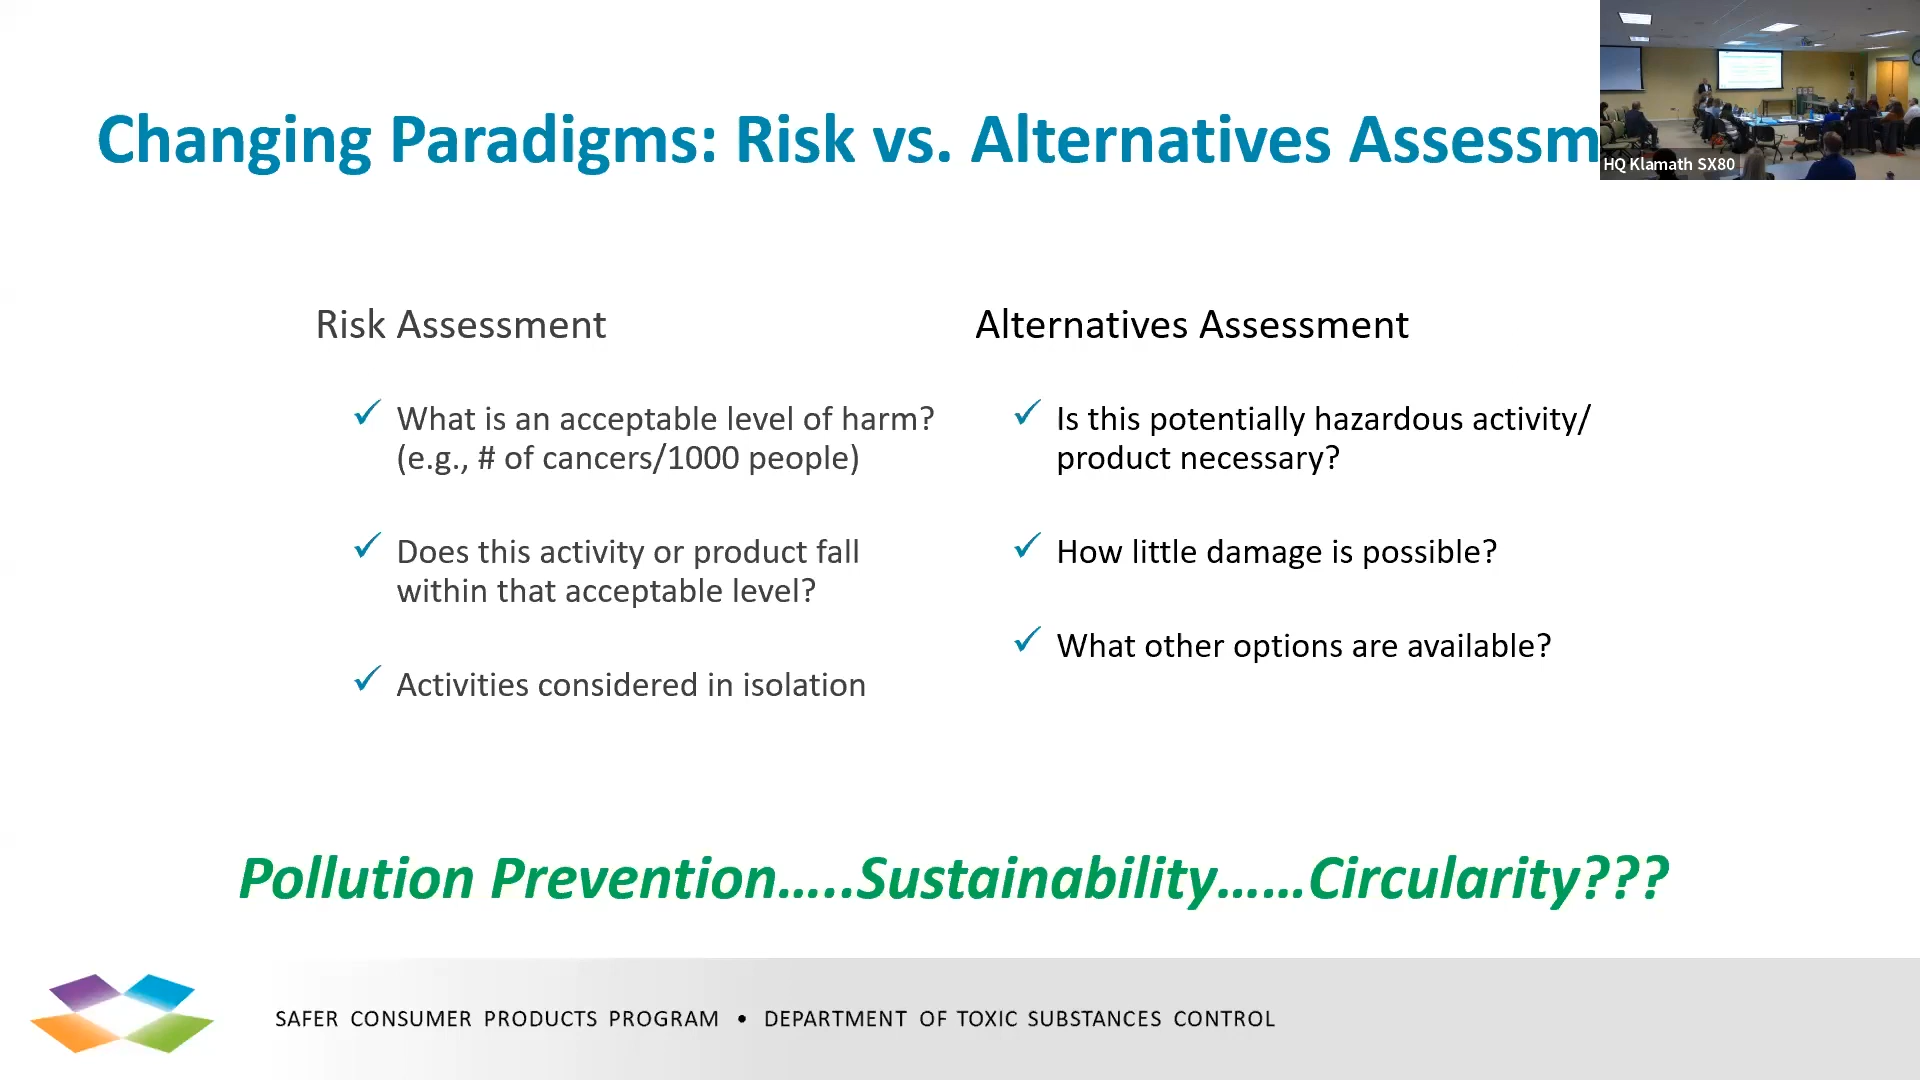 Changing Paradigms: Risk vs. Alternatives Assessm
HQ Klamath SX80
Risk Assessment
✓ What is an acceptable level of harm?
(e.g., # of cancers/1000 people)
✓ Does this activity or product fall
within that acceptable level?
✓ Activities considered in isolation
Alternatives Assessment
✓ Is this potentially hazardous activity/
product necessary?
✓ How little damage is possible?
✓ What other options are available?
Pollution Prevention.....Sustainability......Circularity???
SAFER CONSUMER PRODUCTS PROGRAM • DEPARTMENT OF TOXIC SUBSTANCES CONTROL